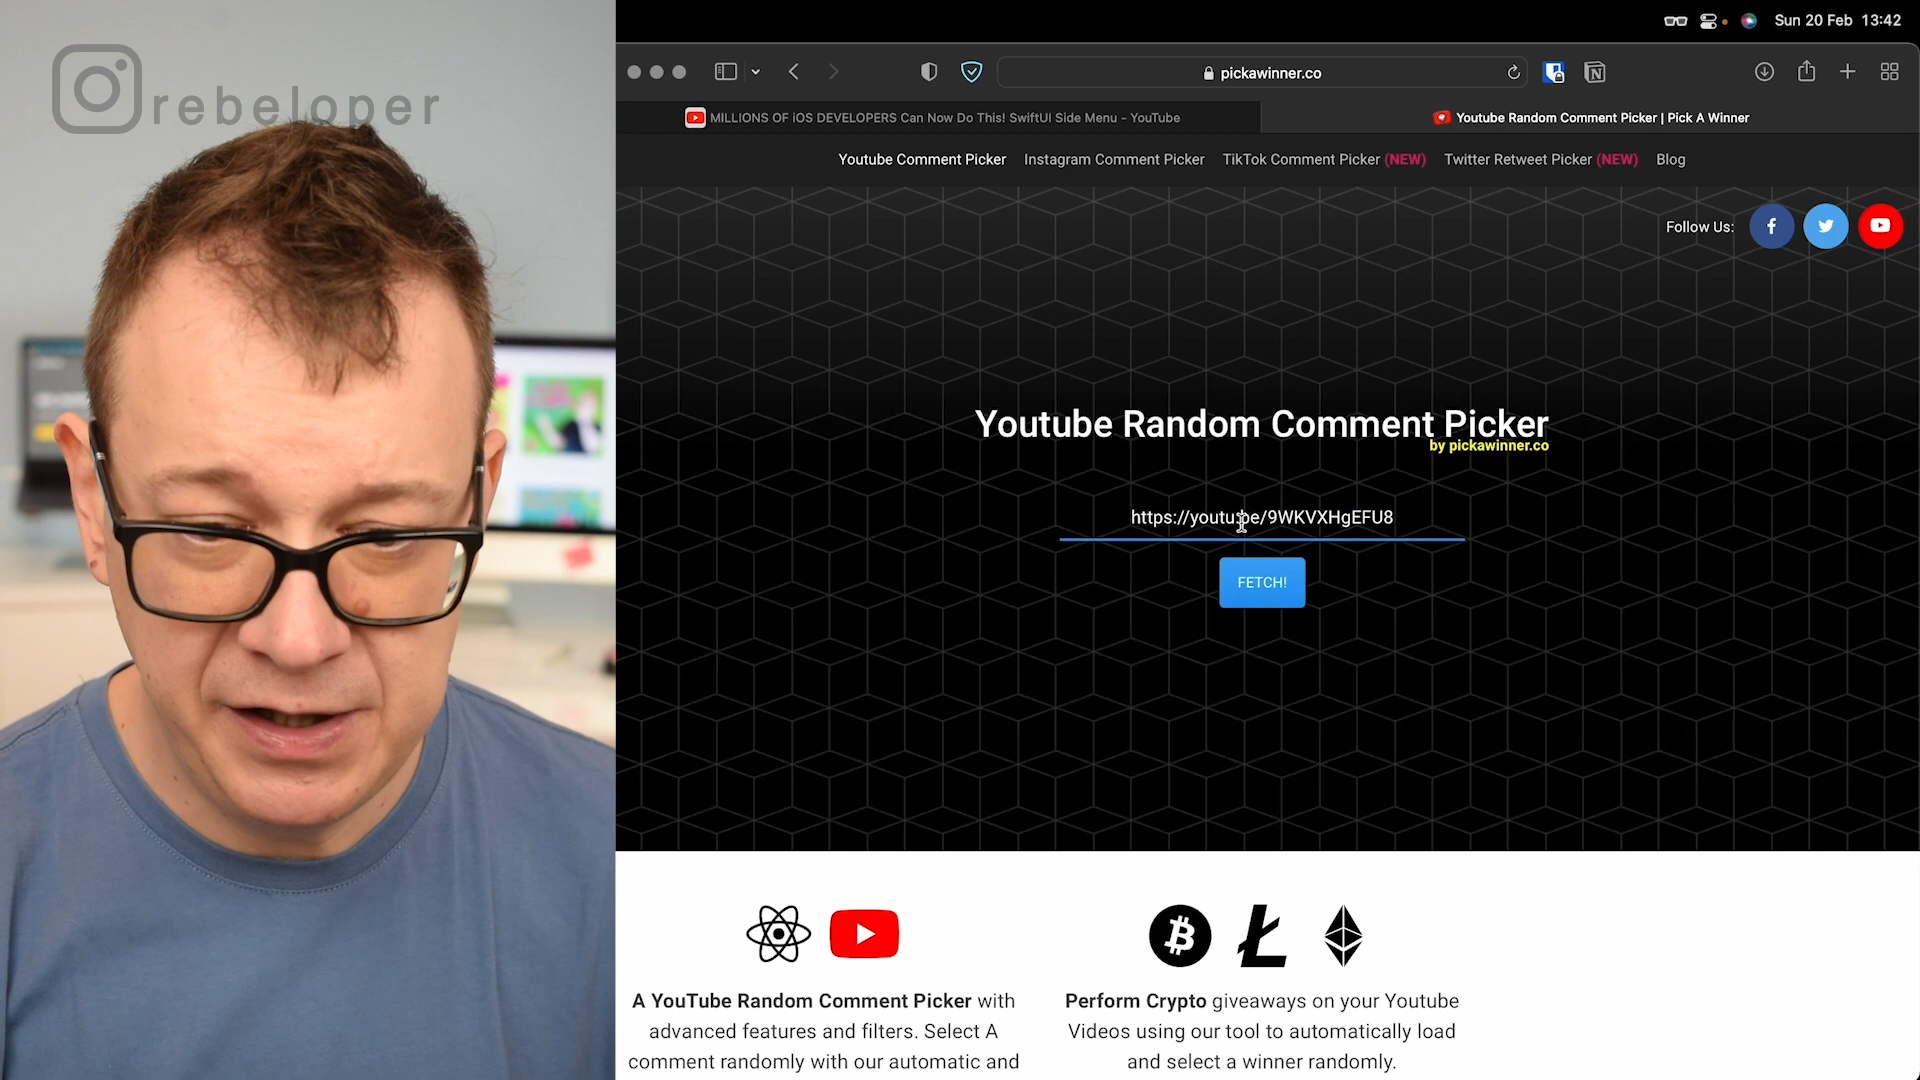 rebeloper
Sun 20 Feb 13:42
pickawinner.co
MILLIONS OF iOS DEVELOPERS Can Now Do This! SwiftUI Side Menu - YouTube
Youtube Random Comment Picker | Pick A Winner
Youtube Comment Picker Instagram Comment Picker TikTok Comment Picker (NEW) Twitter Retweet Picker (NEW) Blog
Follow Us:
Youtube Random Comment Picker
by pickawinner.co
https://youtu.be/9WKVXHgEFU8
FETCH!
A YouTube Random Comment Picker with
advanced features and filters. Select A
comment randomly with our automatic and
Perform Crypto giveaways on your Youtube
Videos using our tool to automatically load
and select a winner randomly.